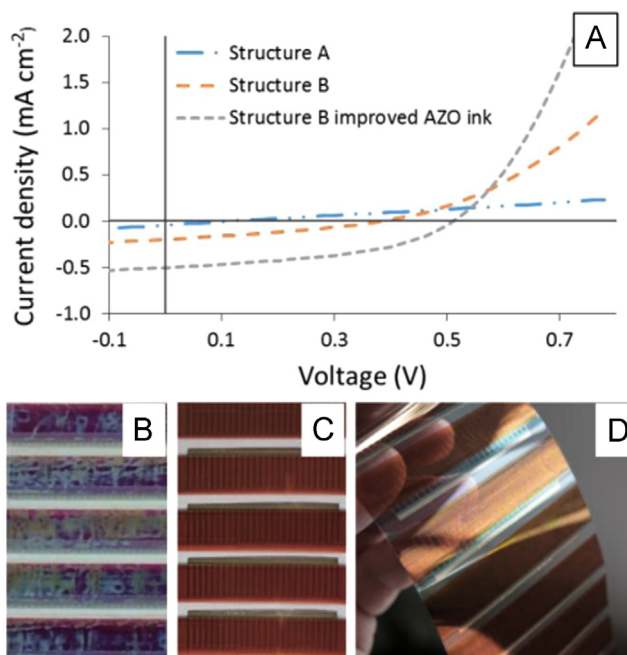 A
2.0
1.5
1.0
0.5
0.0
-0.5
-1.0
Current density (mA cm⁻²)
Structure A
Structure B
Structure B improved AZO ink
-0.1
0.1
0.3
0.5
0.7
Voltage (V)
B
C
D